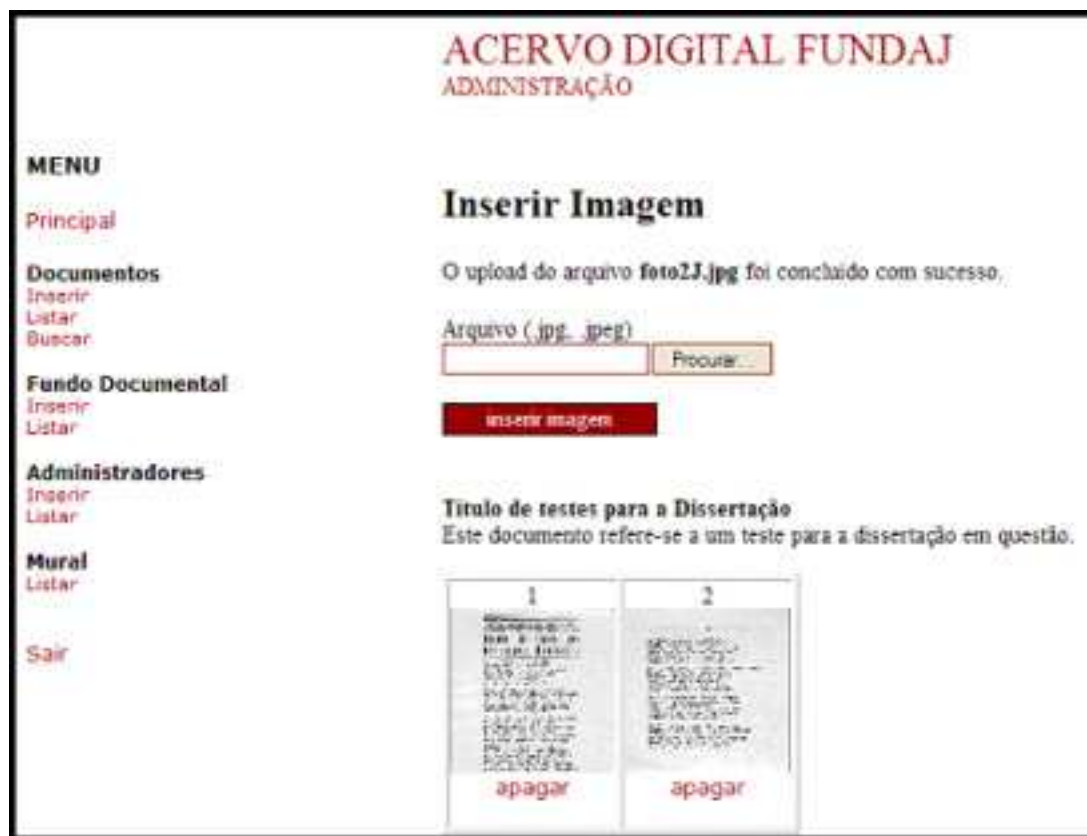 ACERVO DIGITAL FUNDAJ
ADMINISTRAÇÃO
MENU
Principal
Documentos
Inserir
Listar
Buscar
Fundo Documental
Inserir
Listar
Administradores
Inserir
Listar
Mural
Listar
Sair
Inserir Imagem
O upload do arquivo foto2J.jpg foi concluído com sucesso.
Arquivo (.jpg, .jpeg)
Procurar...
inserir imagem
Título de testes para a Dissertação
Este documento refere-se a um teste para a dissertação em questão.
1
2
apagar
apagar